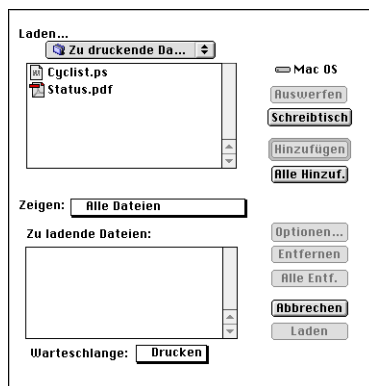 Laden...
Zu druckende Da...
Cyclist.ps
Status.pdf
Mac OS
Auswerfen
Schreibtisch
Hinzufügen
Alle Hinzuf.
Zeigen: Alle Dateien
Zu ladende Dateien:
Optionen...
Entfernen
Alle Entf.
Abbrechen
Laden
Warteschlange: Drucken